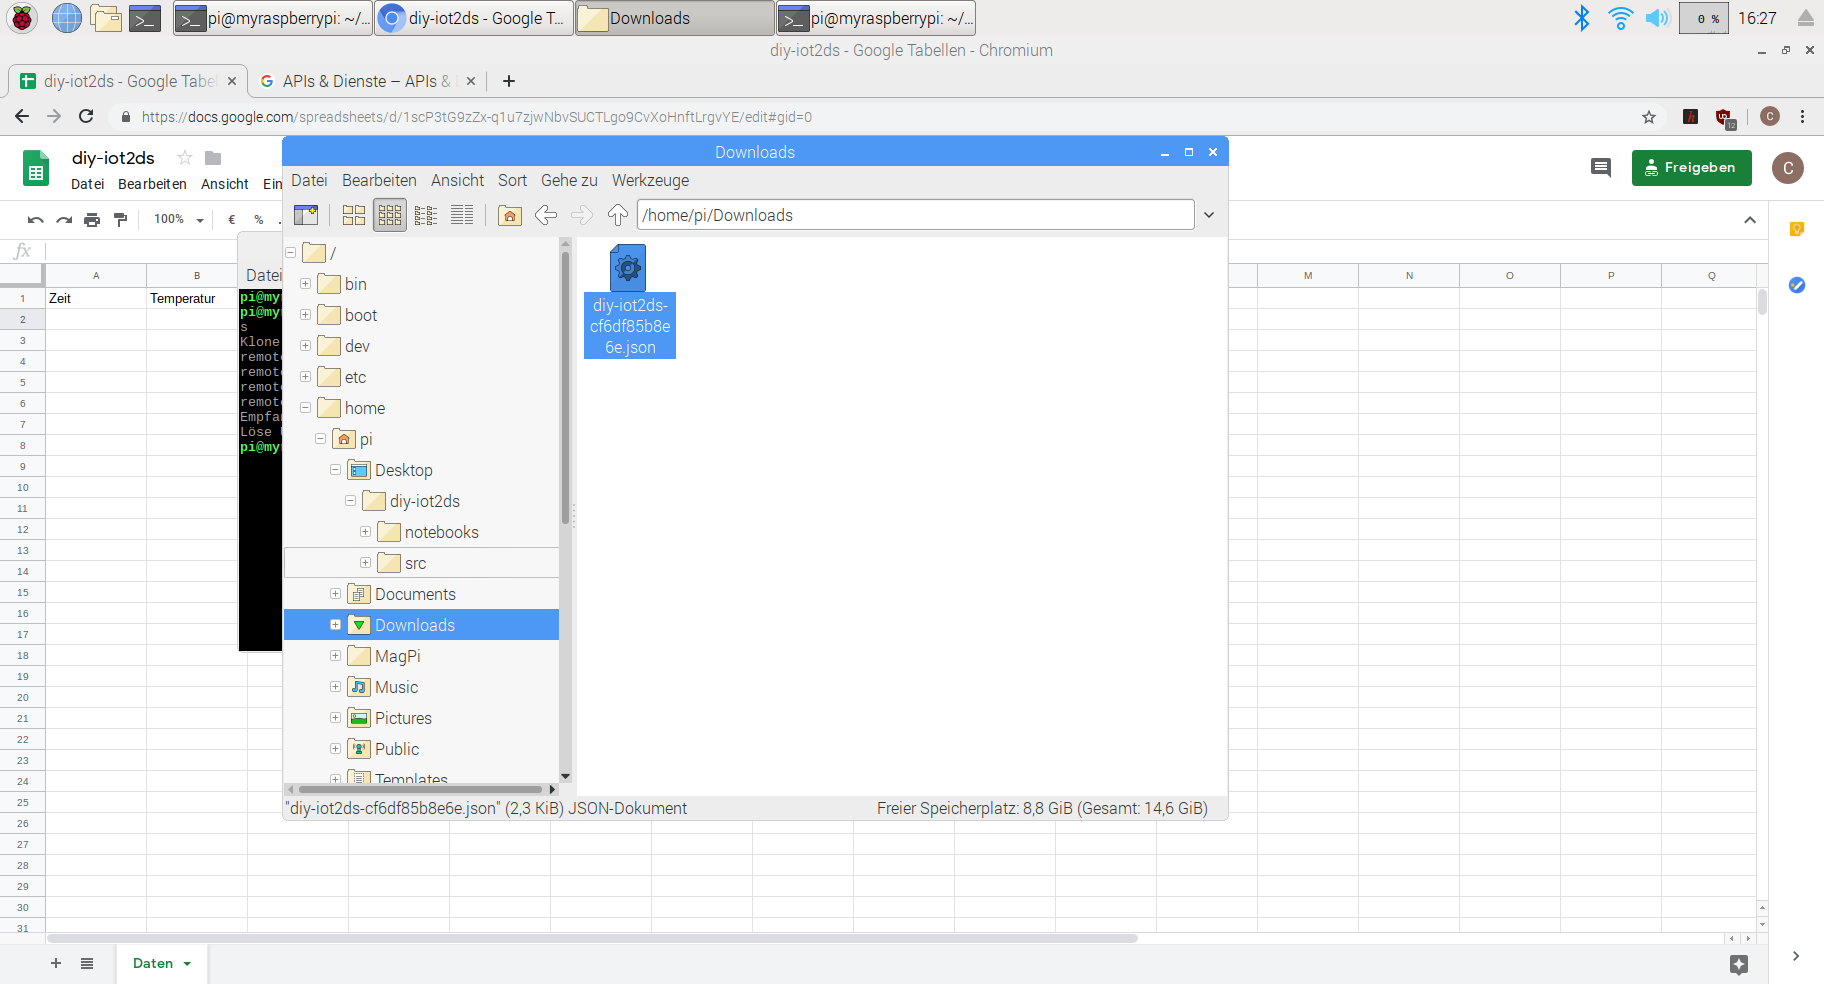 pi@myraspberrypi: ~/...
diy-iot2ds - Google T...
Downloads
pi@myraspberrypi: ~/...
0 %
16:27
diy-iot2ds - Google Tabellen - Chromium
diy-iot2ds - Google Tabe
APIs & Dienste – APIs &
https://docs.google.com/spreadsheets/d/1scP3tG9zZx-q1u7zjwNbvSUCTLgo9CvXoHnftLrgvYE/edit#gid=0
12
C
diy-iot2ds
Datei Bearbeiten Ansicht Ein
Freigeben
C
100% € % .
fx
A B M N O P Q
Zeit Temperatur
1
2
3
4
5
6
7
8
9
10
11
12
13
14
15
16
17
18
19
20
21
22
23
24
25
26
27
28
29
30
31
Datei
pi@my
pi@my
s
Klone
remot
remot
remot
remot
Empfa
Löse
pi@my
Downloads
Datei Bearbeiten Ansicht Sort Gehe zu Werkzeuge
/home/pi/Downloads
/
bin
boot
dev
etc
home
pi
Desktop
diy-iot2ds
notebooks
src
Documents
Downloads
MagPi
Music
Pictures
Public
Templates
diy-iot2ds-
cf6df85b8e
6e.json
"diy-iot2ds-cf6df85b8e6e.json" (2,3 KiB) JSON-Dokument
Freier Speicherplatz: 8,8 GiB (Gesamt: 14,6 GiB)
Daten